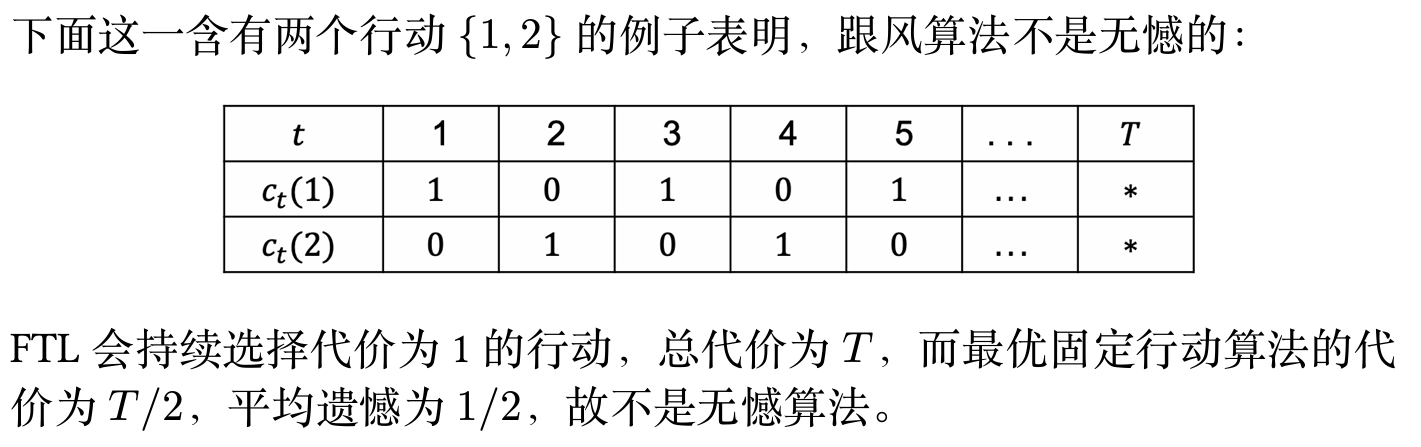 下面这一含有两个行动 {1, 2} 的例子表明，跟风算法不是无憾的：
t 1 2 3 4 5 ... T
c_t(1) 1 0 1 0 1 ... *
c_t(2) 0 1 0 1 0 ... *
FTL 会持续选择代价为 1 的行动，总代价为 T，而最优固定行动算法的代
价为 T/2，平均遗憾为 1/2，故不是无憾算法。